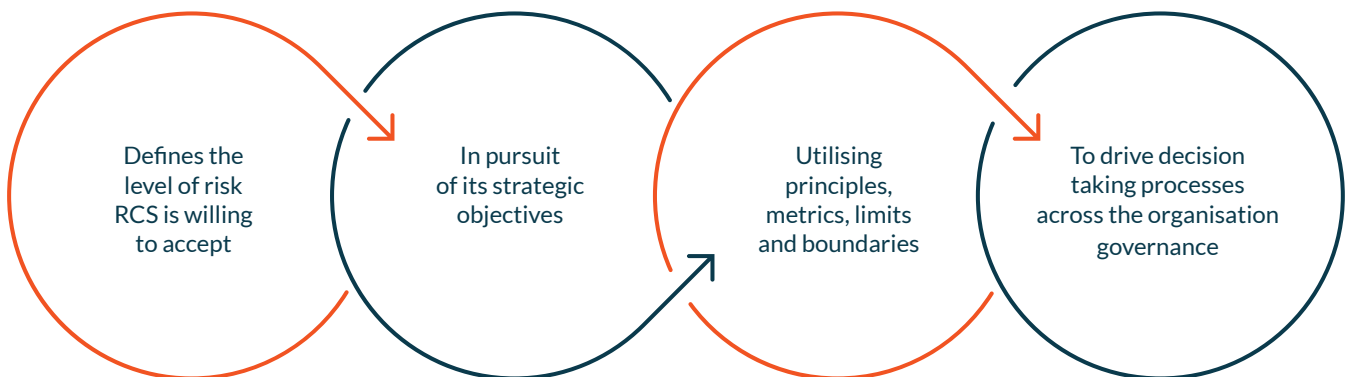 Defines the
level of risk
RCS is willing
to accept
In pursuit
of its strategic
objectives
Utilising
principles,
metrics, limits
and boundaries
To drive decision
taking processes
across the organisation
governance